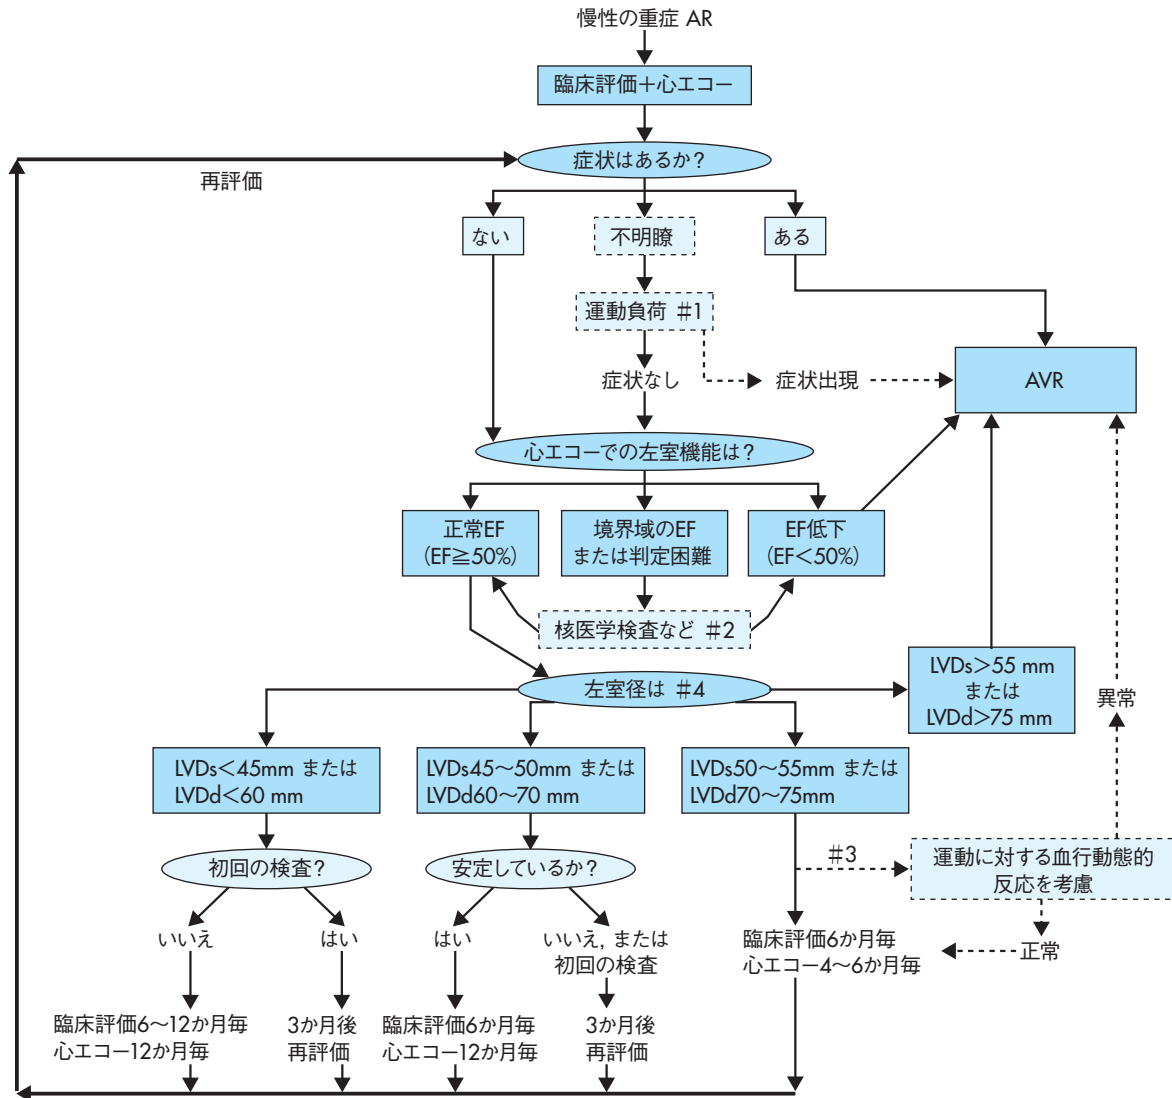 慢性の重症 AR
臨床評価＋心エコー
症状はあるか？
再評価
ない
不明瞭
ある
運動負荷 #1
症状なし
症状出現
AVR
心エコーでの左室機能は？
正常EF
（EF≧50%）
境界域のEF
または判定困難
EF低下
（EF＜50%）
核医学検査など #2
左室径は #4
LVDs＞55 mm
または
LVDd＞75 mm
異常
LVDs＜45mm または
LVDd＜60 mm
LVDs45〜50mm または
LVDd60〜70 mm
LVDs50〜55mm または
LVDd70〜75mm
初回の検査？
安定しているか？
#3
運動に対する血行動態的
反応を考慮
いいえ
はい
はい
いいえ，または
初回の検査
臨床評価6か月毎
心エコー4〜6か月毎
正常
臨床評価6〜12か月毎
心エコー12か月毎
3か月後
再評価
臨床評価6か月毎
心エコー12か月毎
3か月後
再評価